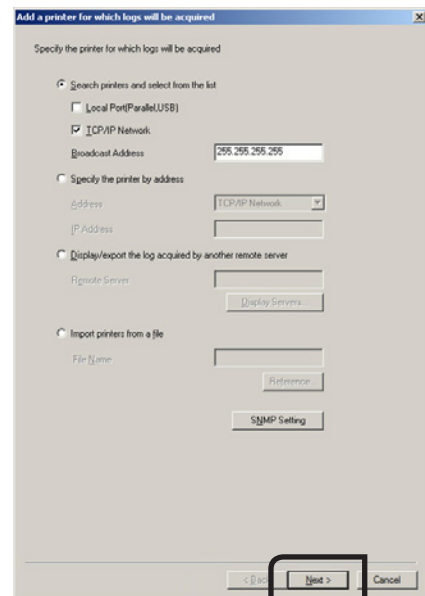 Add a printer for which logs will be acquired
Specify the printer for which logs will be acquired
Search printers and select from the list
Local Port(Parallel,USB)
TCP/IP Network
Broadcast Address 255.255.255.255
Specify the printer by address
Address TCP/IP Network
IP Address
Display/export the log acquired by another remote server
Remote Server
Display Servers...
Import printers from a file
File Name
Reference...
SNMP Setting
< Back Next > Cancel